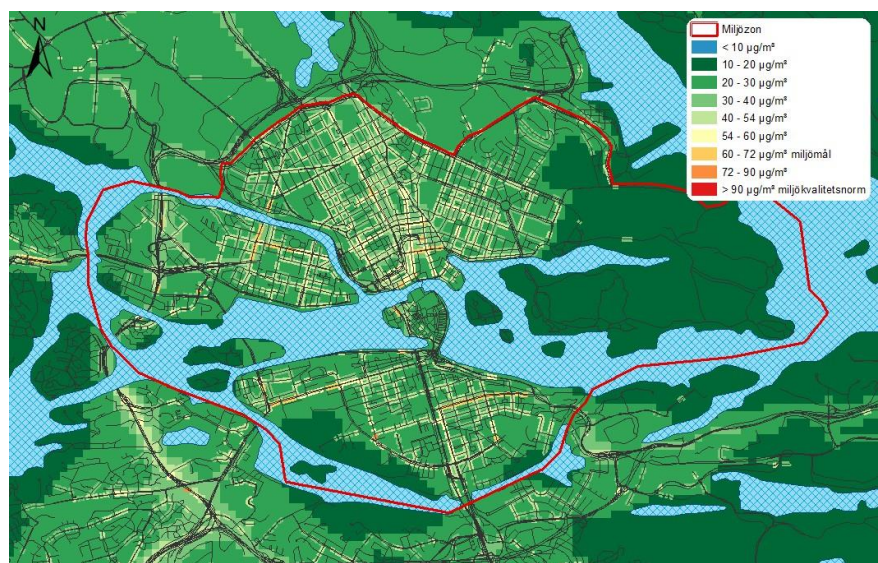 N
Miljözon
< 10 µg/m³
10 - 20 µg/m³
20 - 30 µg/m³
30 - 40 µg/m³
40 - 54 µg/m³
54 - 60 µg/m³
60 - 72 µg/m³ miljömål
72 - 90 µg/m³
> 90 µg/m³ miljökvalitetsnorm